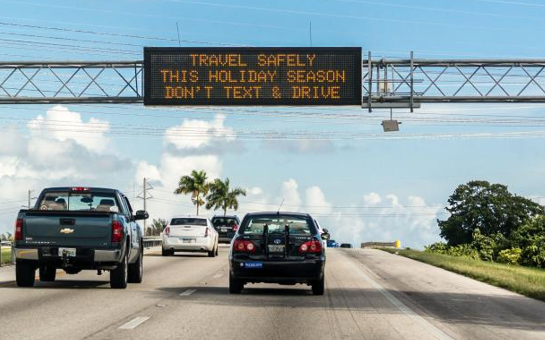 TRAVEL SAFELY
THIS HOLIDAY SEASON
DON'T TEXT & DRIVE